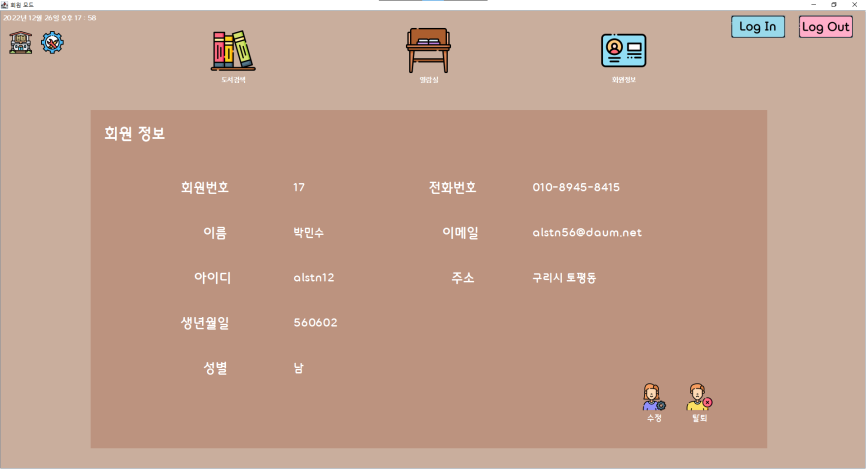 회원 모드
2022년 12월 26일 오후 17 : 58
Log In
Log Out
도서검색
열람실
회원정보
회원 정보
회원번호 17 전화번호 010-8945-8415
이름 박민수 이메일 alstn56@daum.net
아이디 alstn12 주소 구리시 토평동
생년월일 560602
성별 남
수정
탈퇴